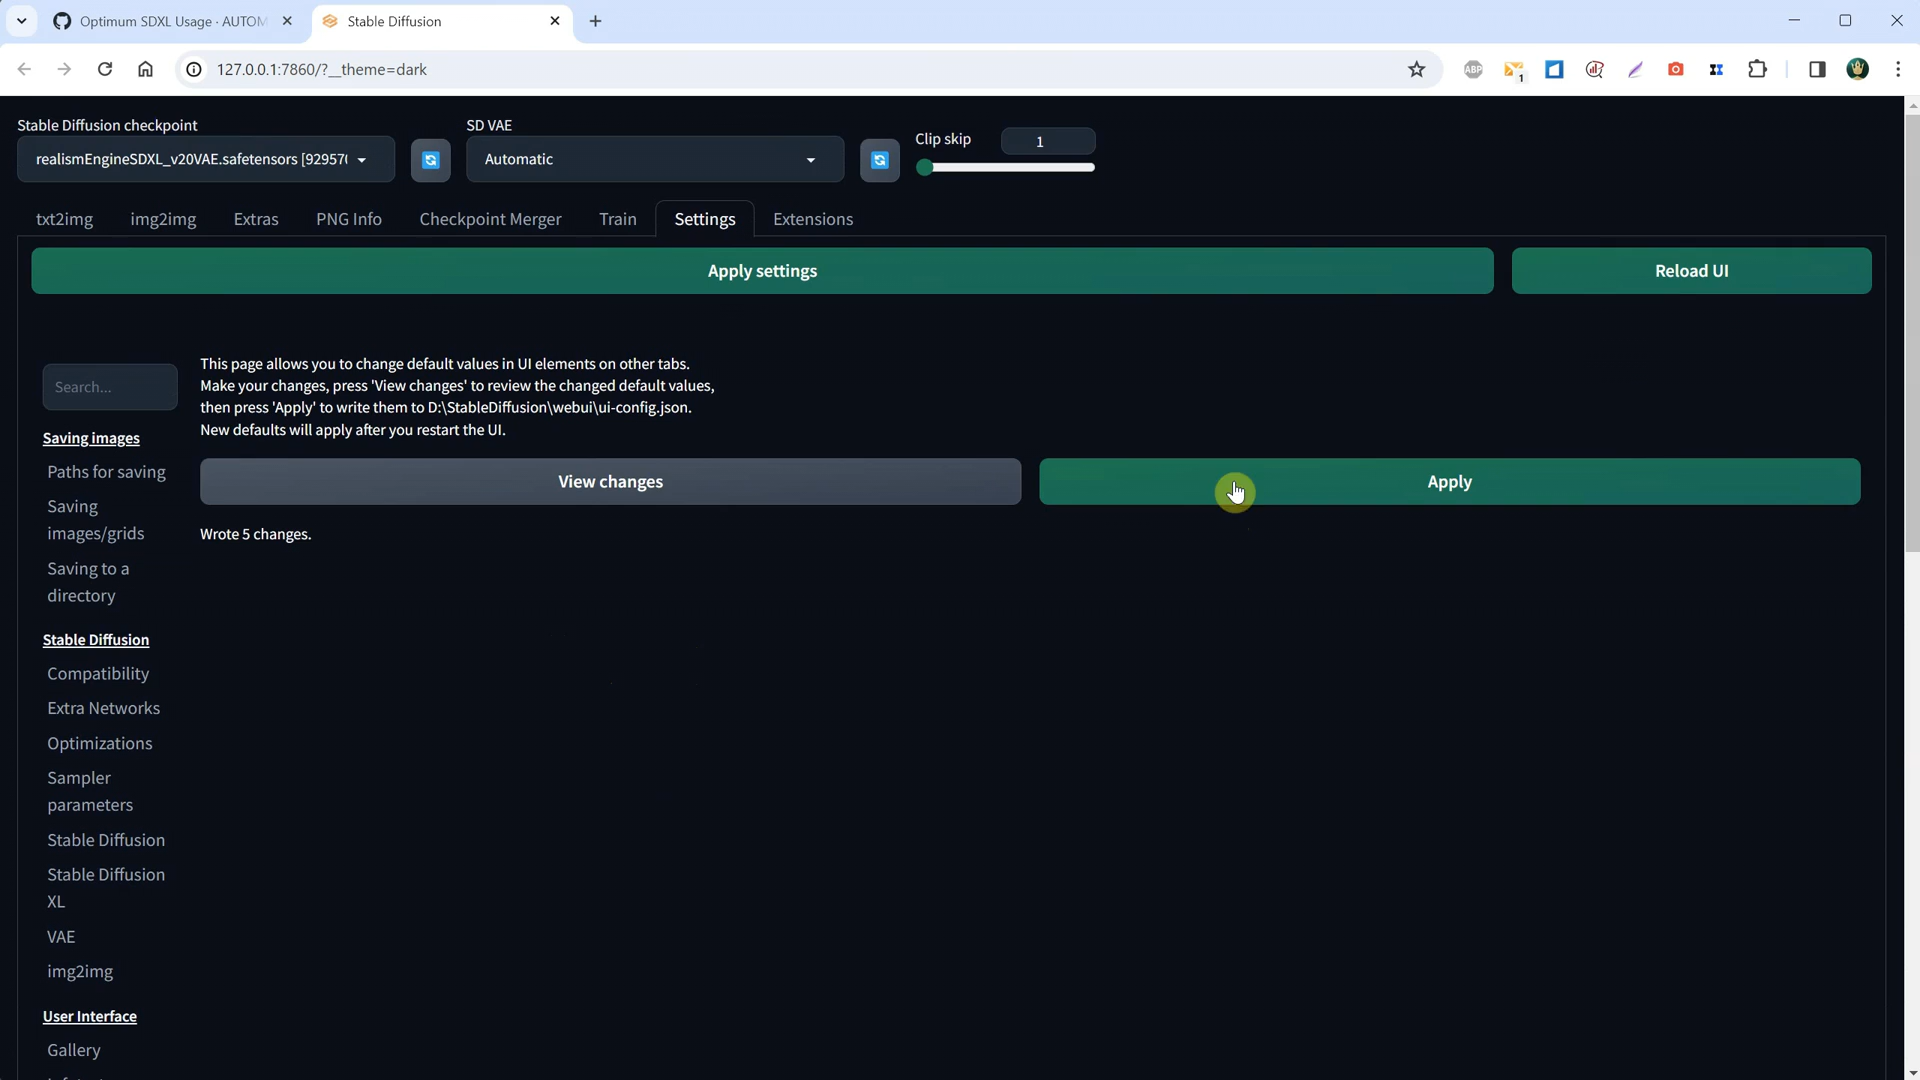 Optimum SDXL Usage · AUTOM
Stable Diffusion
127.0.0.1:7860/?__theme=dark
ABP
1
Stable Diffusion checkpoint
SD VAE
Clip skip
1
realismEngineSDXL_v20VAE.safetensors [92957(
Automatic
txt2img
img2img
Extras
PNG Info
Checkpoint Merger
Train
Settings
Extensions
Apply settings
Reload UI
Search...
This page allows you to change default values in UI elements on other tabs.
Make your changes, press 'View changes' to review the changed default values,
then press 'Apply' to write them to D:\StableDiffusion\webui\ui-config.json.
New defaults will apply after you restart the UI.
View changes
Apply
Wrote 5 changes.
Saving images
Paths for saving
Saving
images/grids
Saving to a
directory
Stable Diffusion
Compatibility
Extra Networks
Optimizations
Sampler
parameters
Stable Diffusion
Stable Diffusion
XL
VAE
img2img
User Interface
Gallery